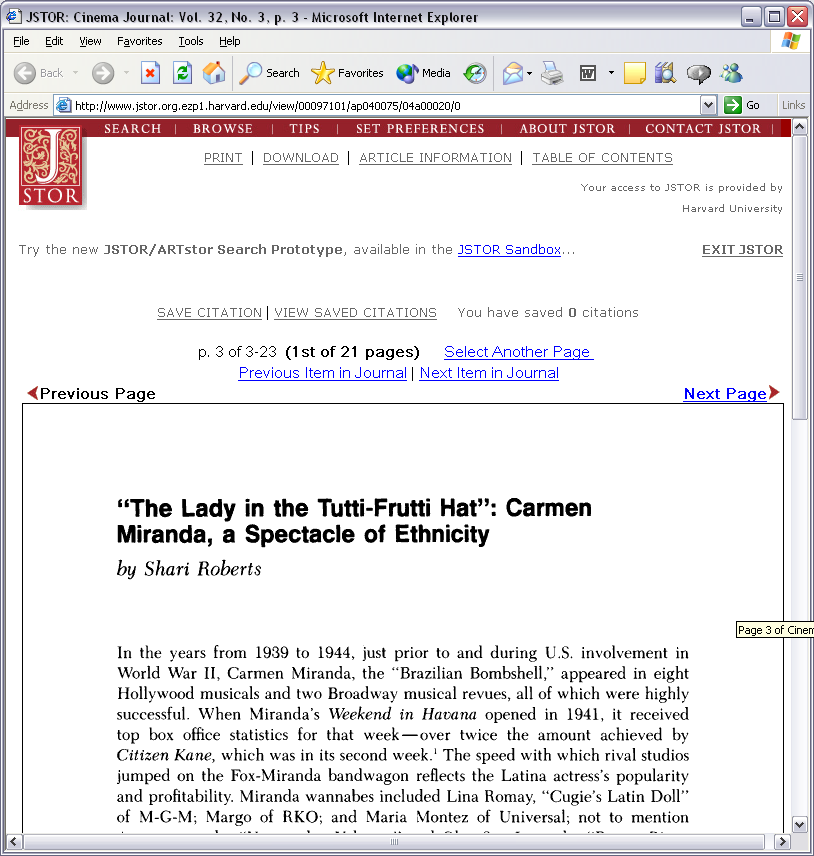 JSTOR: Cinema Journal: Vol. 32, No. 3, p. 3 - Microsoft Internet Explorer
File Edit View Favorites Tools Help
Back Search Favorites Media
Address http://www.jstor.org.ezp1.harvard.edu/view/00097101/ap040075/04a00020/0 Go Links
SEARCH | BROWSE | TIPS | SET PREFERENCES | ABOUT JSTOR | CONTACT JSTOR |
JSTOR
PRINT | DOWNLOAD | ARTICLE INFORMATION | TABLE OF CONTENTS
Your access to JSTOR is provided by
Harvard University
Try the new JSTOR/ARTstor Search Prototype, available in the JSTOR Sandbox...
EXIT JSTOR
SAVE CITATION | VIEW SAVED CITATIONS You have saved 0 citations
p. 3 of 3-23 (1st of 21 pages) Select Another Page
Previous Item in Journal | Next Item in Journal
Previous Page Next Page
“The Lady in the Tutti-Frutti Hat”: Carmen
Miranda, a Spectacle of Ethnicity
by Shari Roberts
Page 3 of Cinem
In the years from 1939 to 1944, just prior to and during U.S. involvement in
World War II, Carmen Miranda, the “Brazilian Bombshell,” appeared in eight
Hollywood musicals and two Broadway musical revues, all of which were highly
successful. When Miranda’s Weekend in Havana opened in 1941, it received
top box office statistics for that week—over twice the amount achieved by
Citizen Kane, which was in its second week.¹ The speed with which rival studios
jumped on the Fox-Miranda bandwagon reflects the Latina actress’s popularity
and profitability. Miranda wannabes included Lina Romay, “Cugie’s Latin Doll”
of M-G-M; Margo of RKO; and Maria Montez of Universal; not to mention